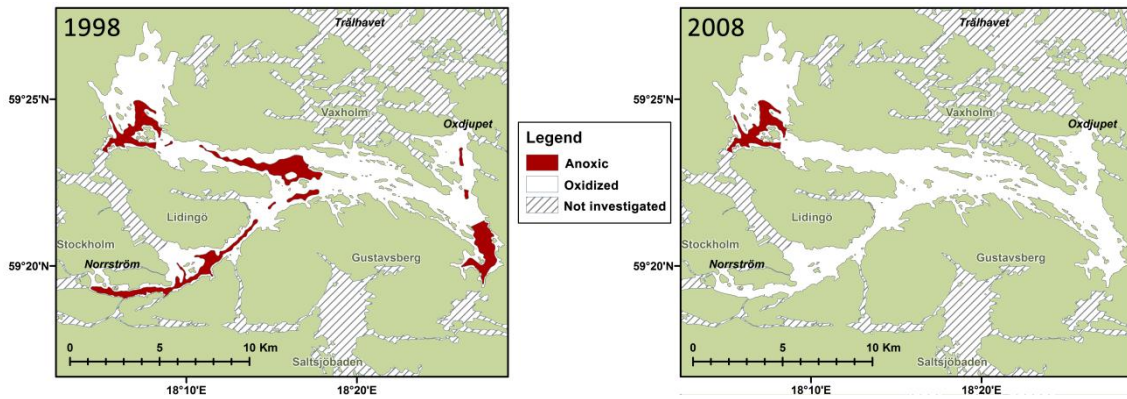 1998
Trälhavet
59°25'N
Vaxholm
Oxdjupet
Lidingö
Stockholm
59°20'N
Norrström
Gustavsberg
0 5 10 Km
Saltsjöbaden
18°10'E 18°20'E
Legend
Anoxic
Oxidized
Not investigated
2008
Trälhavet
59°25'N
Vaxholm
Oxdjupet
Lidingö
Stockholm
59°20'N
Norrström
Gustavsberg
0 5 10 Km
Saltsjöbaden
18°10'E 18°20'E